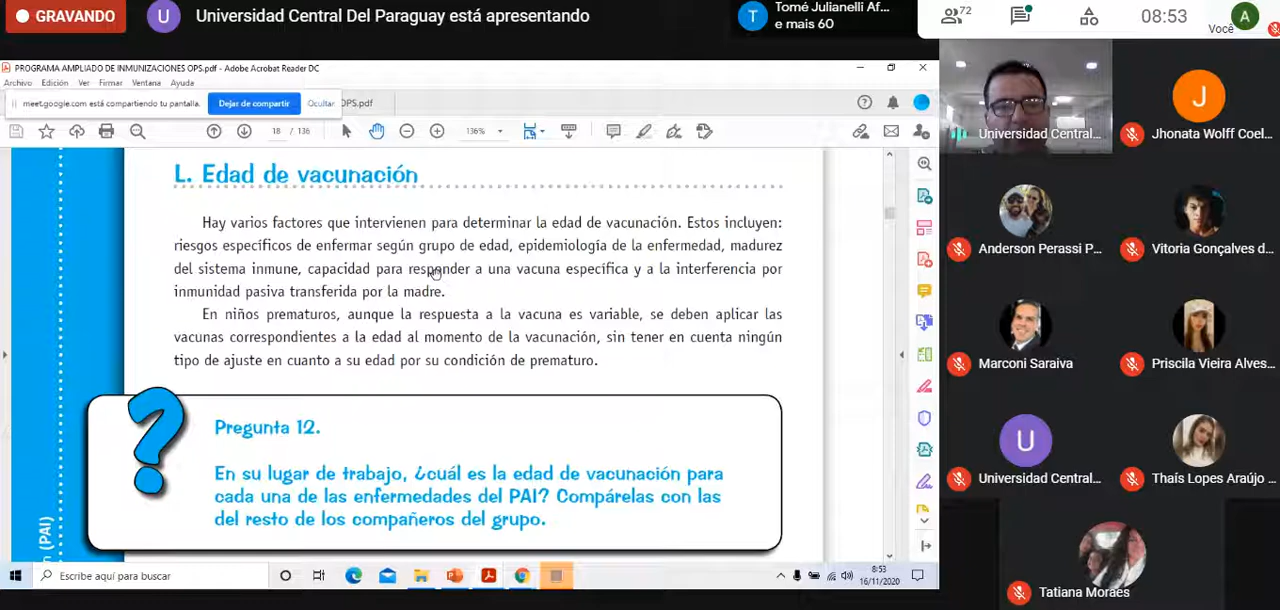 GRAVANDO
U
Universidad Central Del Paraguay está apresentando
T
Tomé Julianelli Af...
e mais 60
72
08:53
Você
A
PROGRAMA AMPLIADO DE INMUNIZACIONES OPS.pdf - Adobe Acrobat Reader DC
Archivo Edición Ver Firmar Ventana Ayuda
meet.google.com está compartiendo tu pantalla.
Dejar de compartir
Ocultar
OPS.pdf
18 / 136
136%
L. Edad de vacunación
Hay varios factores que intervienen para determinar la edad de vacunación. Estos incluyen:
riesgos específicos de enfermar según grupo de edad, epidemiología de la enfermedad, madurez
del sistema inmune, capacidad para responder a una vacuna específica y a la interferencia por
inmunidad pasiva transferida por la madre.
En niños prematuros, aunque la respuesta a la vacuna es variable, se deben aplicar las
vacunas correspondientes a la edad al momento de la vacunación, sin tener en cuenta ningún
tipo de ajuste en cuanto a su edad por su condición de prematuro.
?
Pregunta 12.
En su lugar de trabajo, ¿cuál es la edad de vacunación para
cada una de las enfermedades del PAI? Compárelas con las
del resto de los compañeros del grupo.
(PAI)
Escribe aquí para buscar
8:53
16/11/2020
Universidad Central...
J
Jhonata Wolff Coel...
Anderson Perassi P...
Vitoria Gonçalves d...
Marconi Saraiva
Priscila Vieira Alves...
U
Universidad Central...
Thaís Lopes Araújo ...
Tatiana Moraes